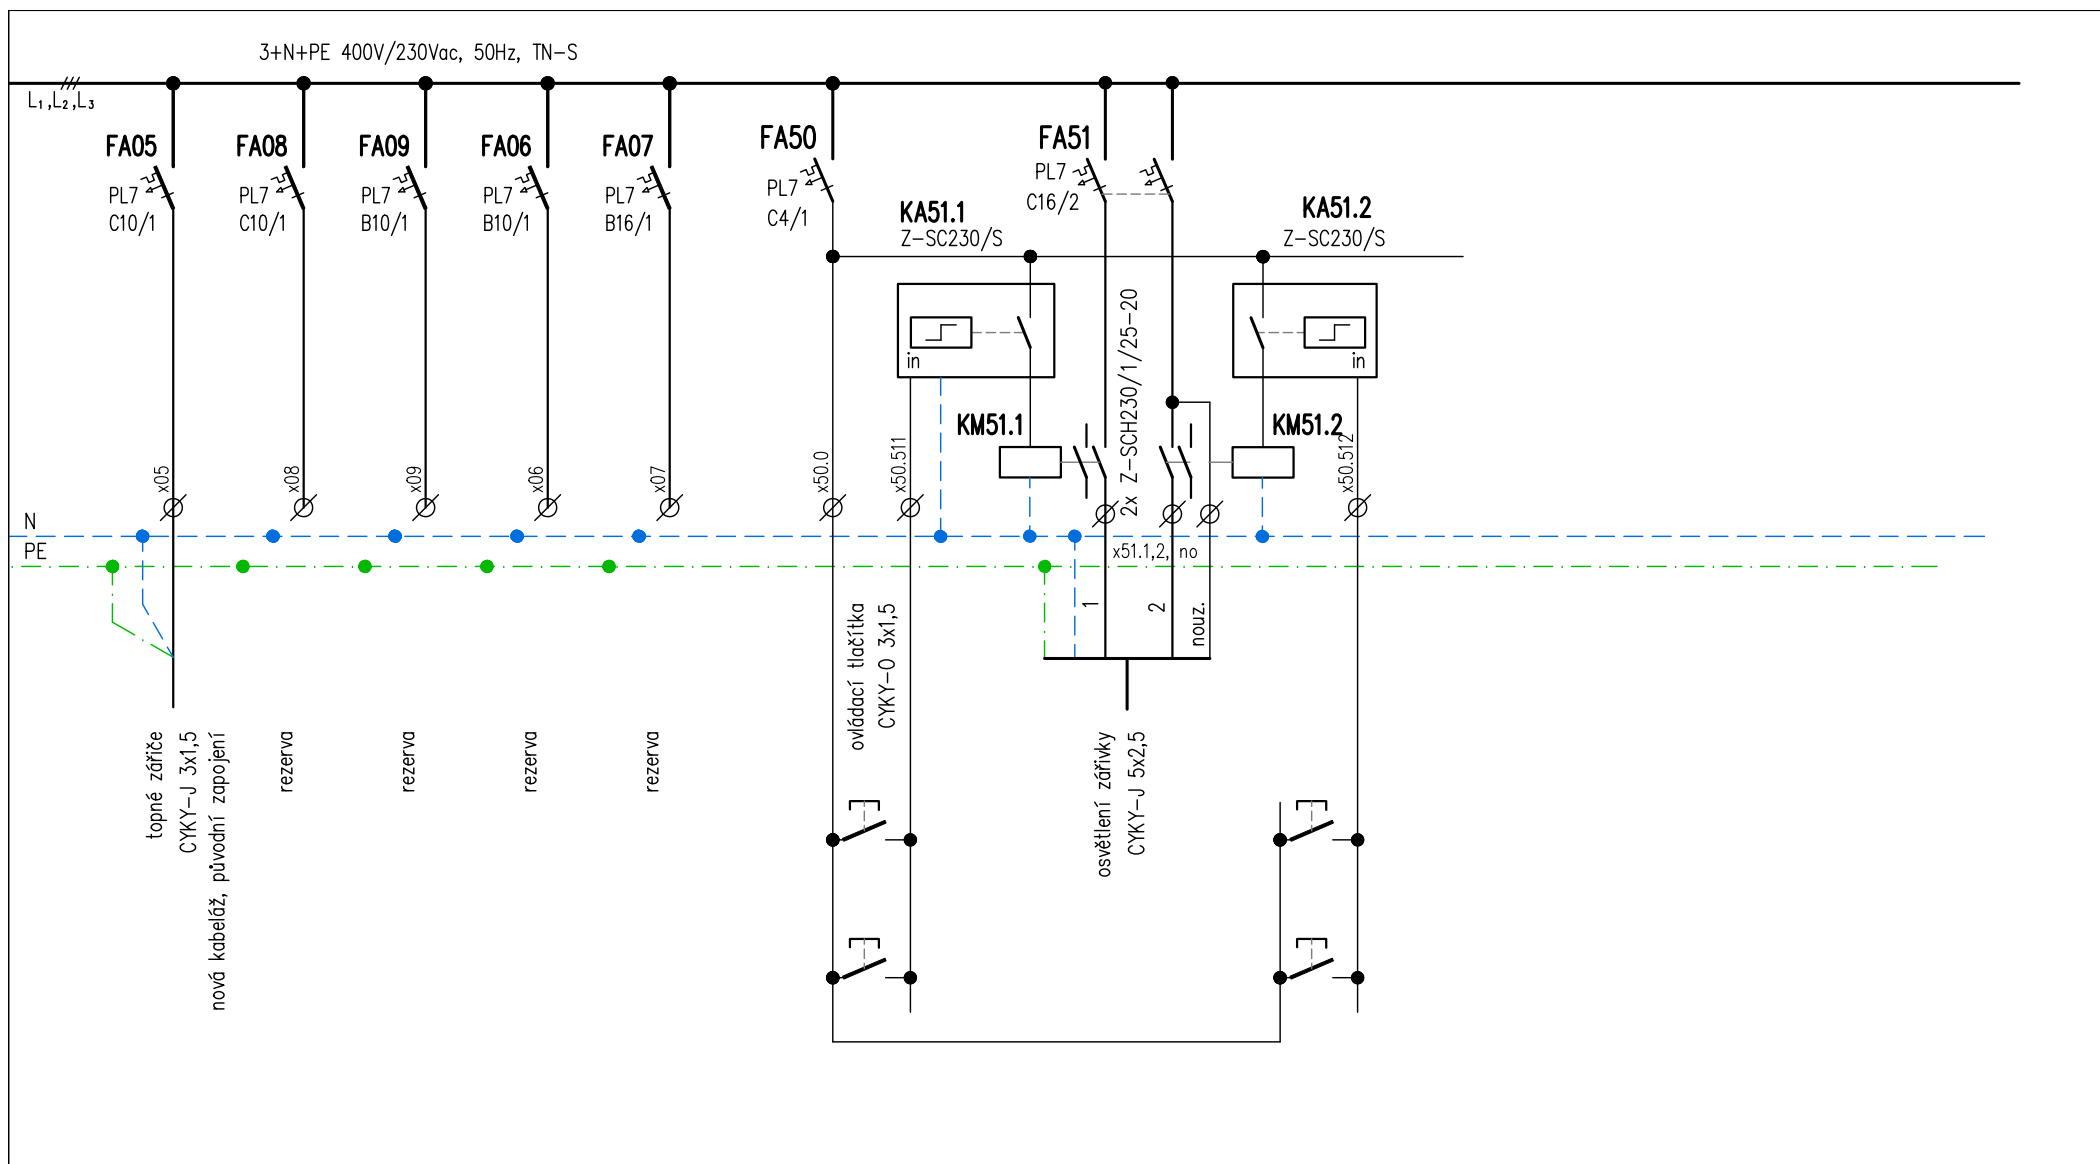 3+N+PE 400V/230Vac, 50Hz, TN-S
L1,L2,L3
FA05
PL7
C10/1
FA08
PL7
C10/1
FA09
PL7
B10/1
FA06
PL7
B10/1
FA07
PL7
B16/1
FA50
PL7
C4/1
FA51
PL7
C16/2
KA51.1
Z-SC230/S
KA51.2
Z-SC230/S
in
in
2x Z-SCH230/1/25-20
KM51.1
KM51.2
x05
x08
x09
x06
x07
x50.0
x50.511
x50.512
N
PE
x51.1,2, no
1
2
nouz.
ovládací tlačítka
CYKY-O 3x1,5
topné zářiče
CYKY-J 3x1,5
nová kabeláž, původní zapojení
rezerva
rezerva
rezerva
rezerva
osvětlení zářivky
CYKY-J 5x2,5